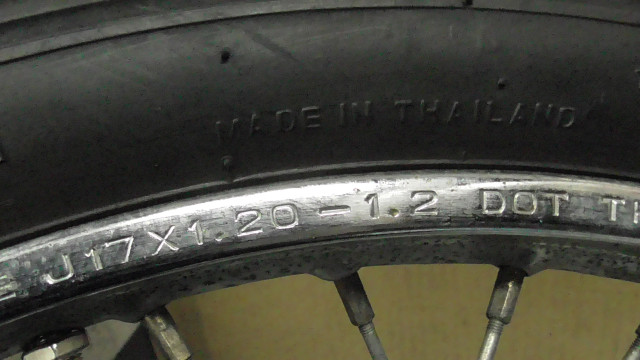 MADE IN THAILAND
J17X1.20-1.2 DOT